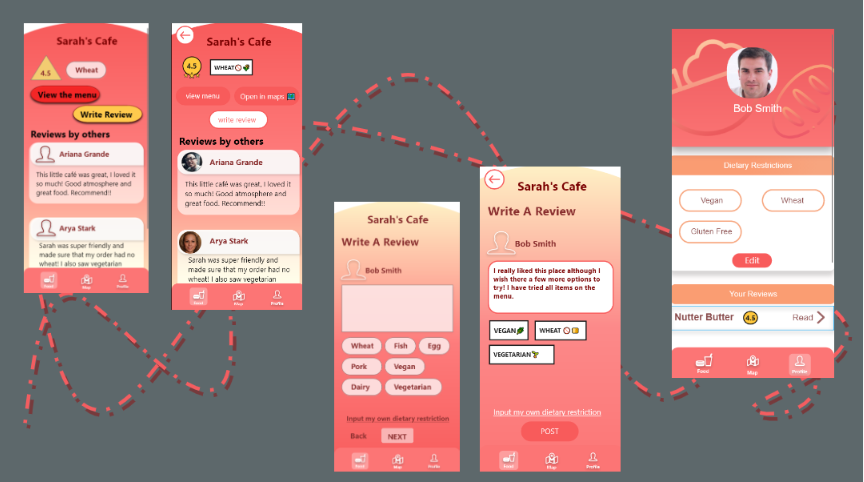 Sarah's Cafe
4.5
Wheat
View the menu
Write Review
Reviews by others
Ariana Grande
This little café was great, I loved it
so much! Good atmosphere and
great food. Recommend!!
Arya Stark
Sarah was super friendly and
made sure that my order had no
wheat! I also saw vegetarian
Food
Map
Profile
Sarah's Cafe
4.5
WHEAT
view menu
Open in maps
write review
Reviews by others
Ariana Grande
This little café was great, I loved it
so much! Good atmosphere and
great food. Recommend!!
Arya Stark
Sarah was super friendly and
made sure that my order had no
wheat! I also saw vegetarian
Food
Map
Profile
Sarah's Cafe
Write A Review
Bob Smith
Wheat
Fish
Egg
Pork
Vegan
Dairy
Vegetarian
Input my own dietary restriction
Back
NEXT
Food
Map
Profile
Sarah's Cafe
Write A Review
Bob Smith
I really liked this place although I
wish there a few more options to
try! I have tried all items on the
menu.
VEGAN
WHEAT
VEGETARIAN
Input my own dietary restriction
POST
Food
Map
Profile
Bob Smith
Dietary Restrictions
Vegan
Wheat
Gluten Free
Edit
Your Reviews
Nutter Butter
4.5
Read
Food
Map
Profile